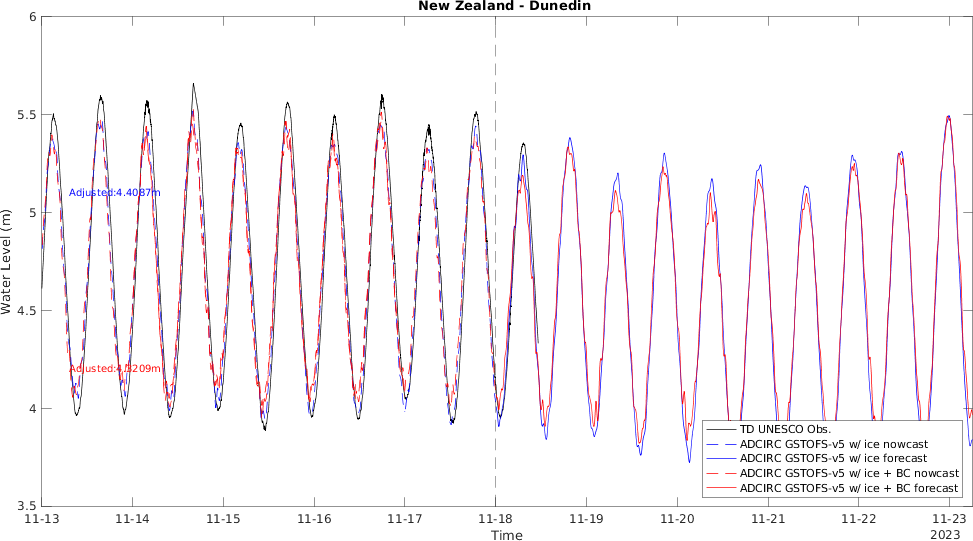 New Zealand - Dunedin
6
5.5
5
4.5
4
3.5
Water Level (m)
Adjusted:4.4087m
Adjusted:4.3209m
TD UNESCO Obs.
ADCIRC GSTOFS-v5 w/ ice nowcast
ADCIRC GSTOFS-v5 w/ ice forecast
ADCIRC GSTOFS-v5 w/ ice + BC nowcast
ADCIRC GSTOFS-v5 w/ ice + BC forecast
11-13 11-14 11-15 11-16 11-17 11-18 11-19 11-20 11-21 11-22 11-23
2023
Time